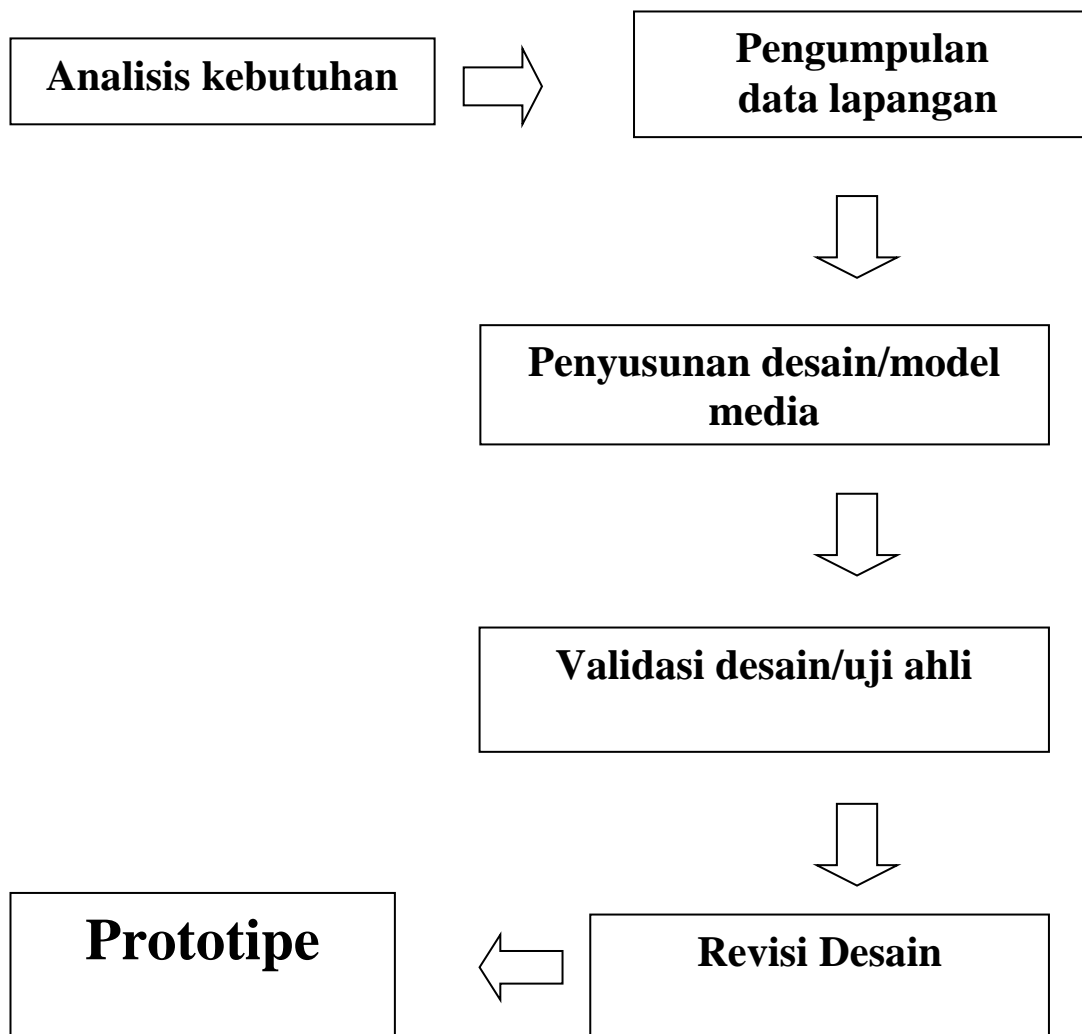 Analisis kebutuhan
Pengumpulan
data lapangan
Penyusunan desain/model
media
Validasi desain/uji ahli
Revisi Desain
Prototipe